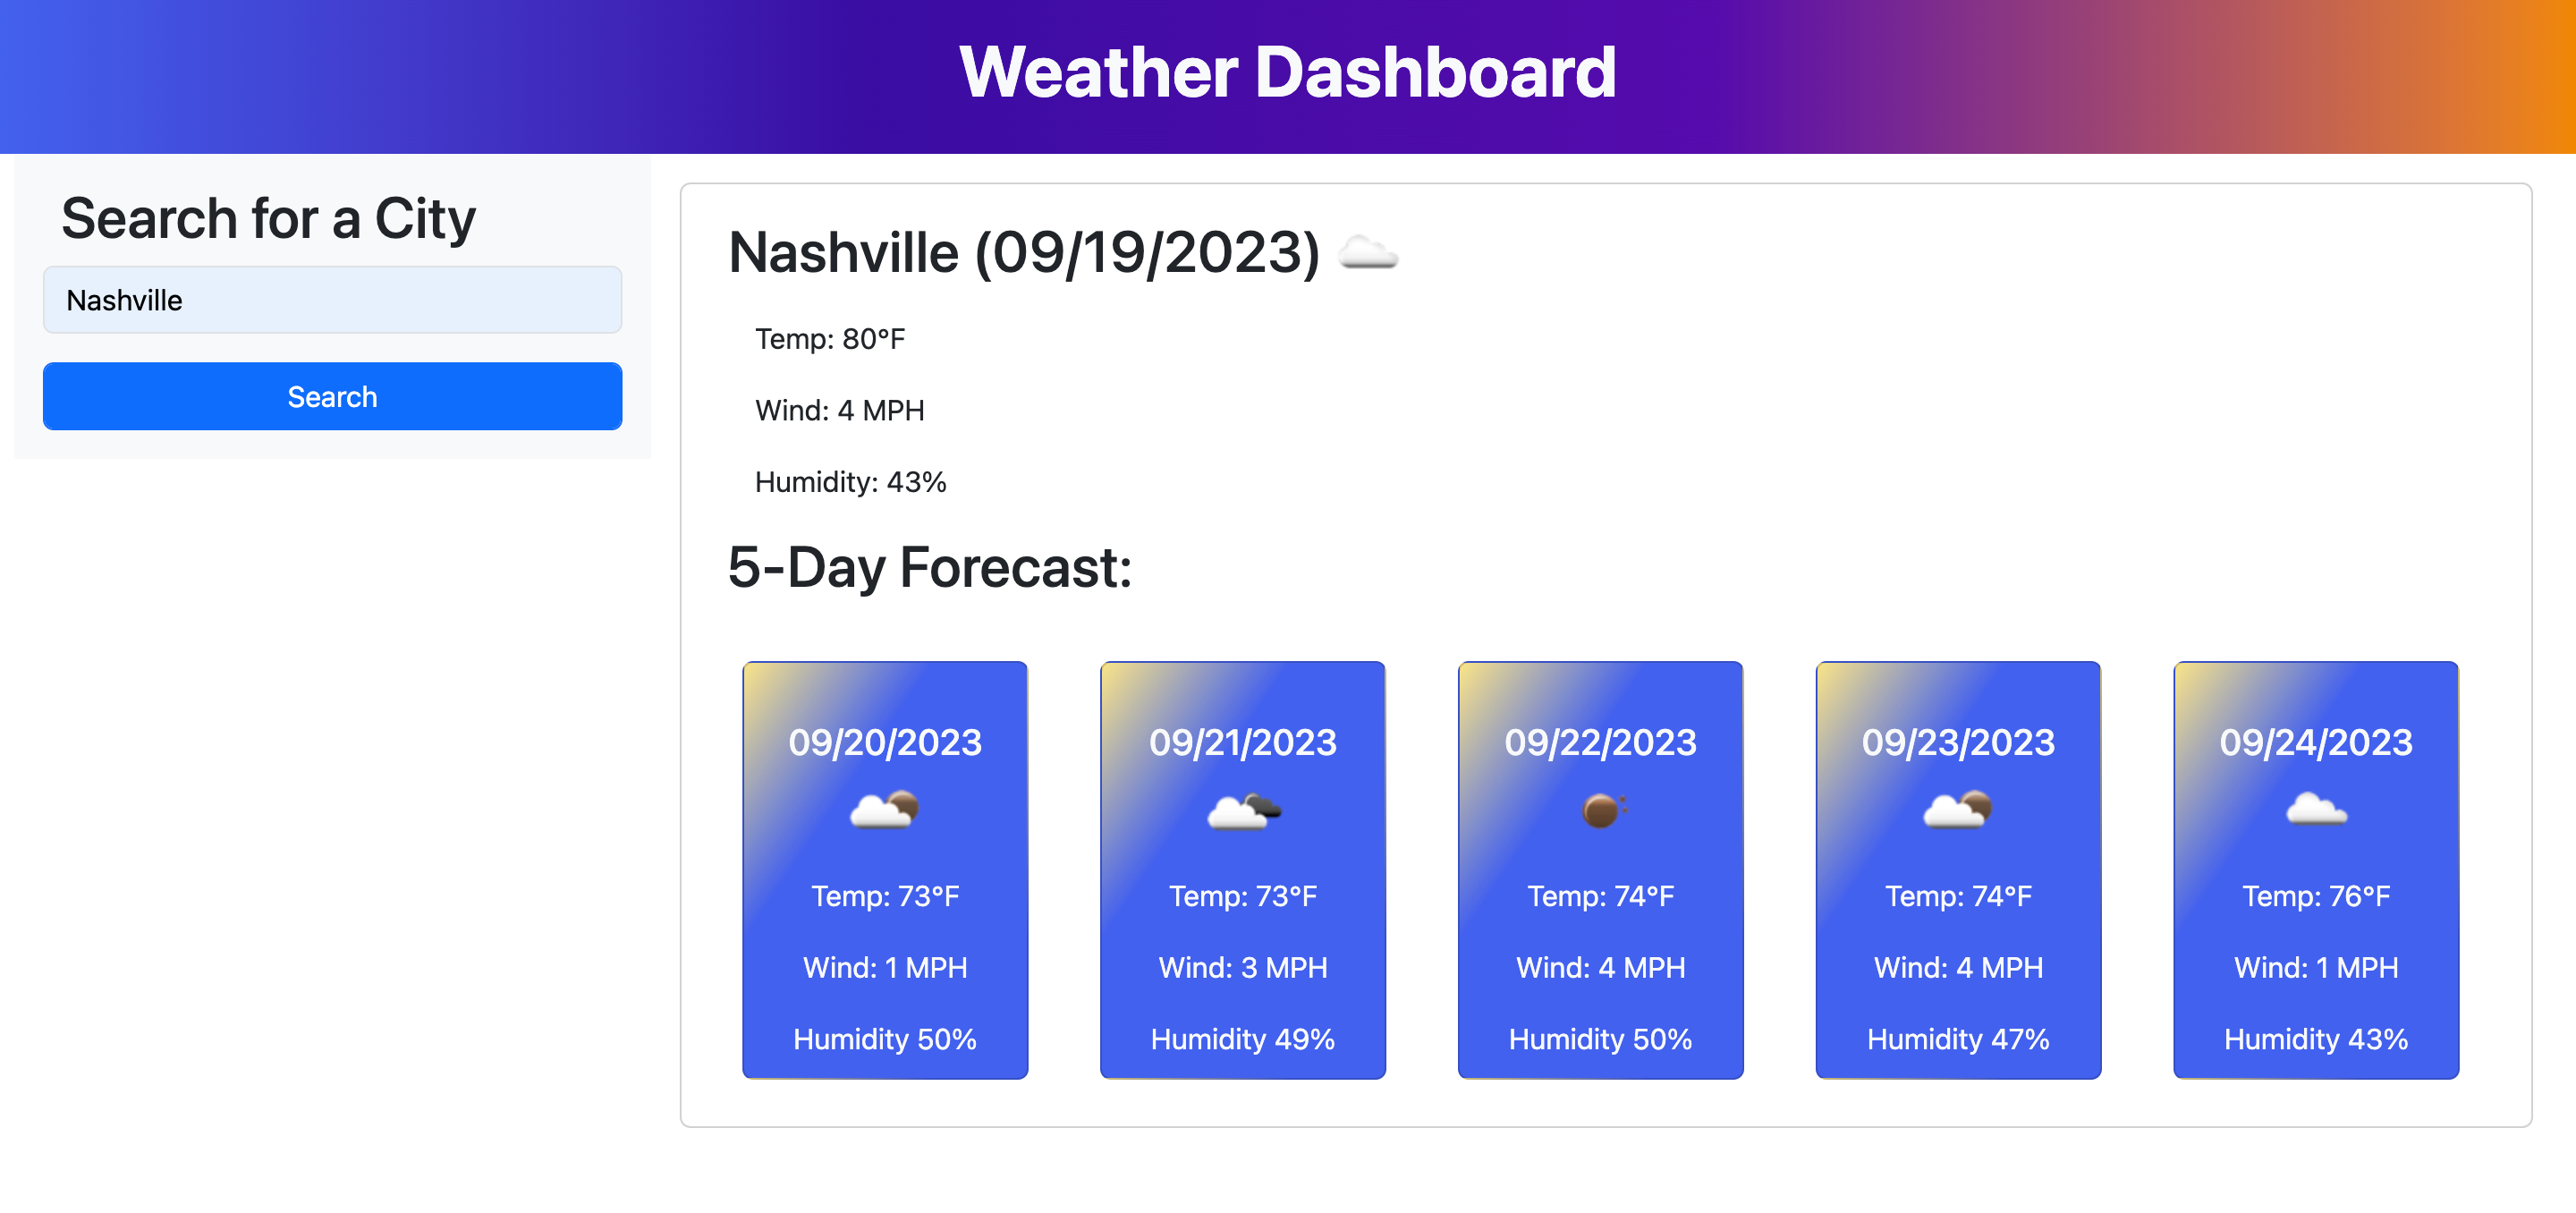 Weather Dashboard
Search for a City
Nashville
Search
Nashville (09/19/2023)
Temp: 80°F
Wind: 4 MPH
Humidity: 43%
5-Day Forecast:
09/20/2023
Temp: 73°F
Wind: 1 MPH
Humidity 50%
09/21/2023
Temp: 73°F
Wind: 3 MPH
Humidity 49%
09/22/2023
Temp: 74°F
Wind: 4 MPH
Humidity 50%
09/23/2023
Temp: 74°F
Wind: 4 MPH
Humidity 47%
09/24/2023
Temp: 76°F
Wind: 1 MPH
Humidity 43%